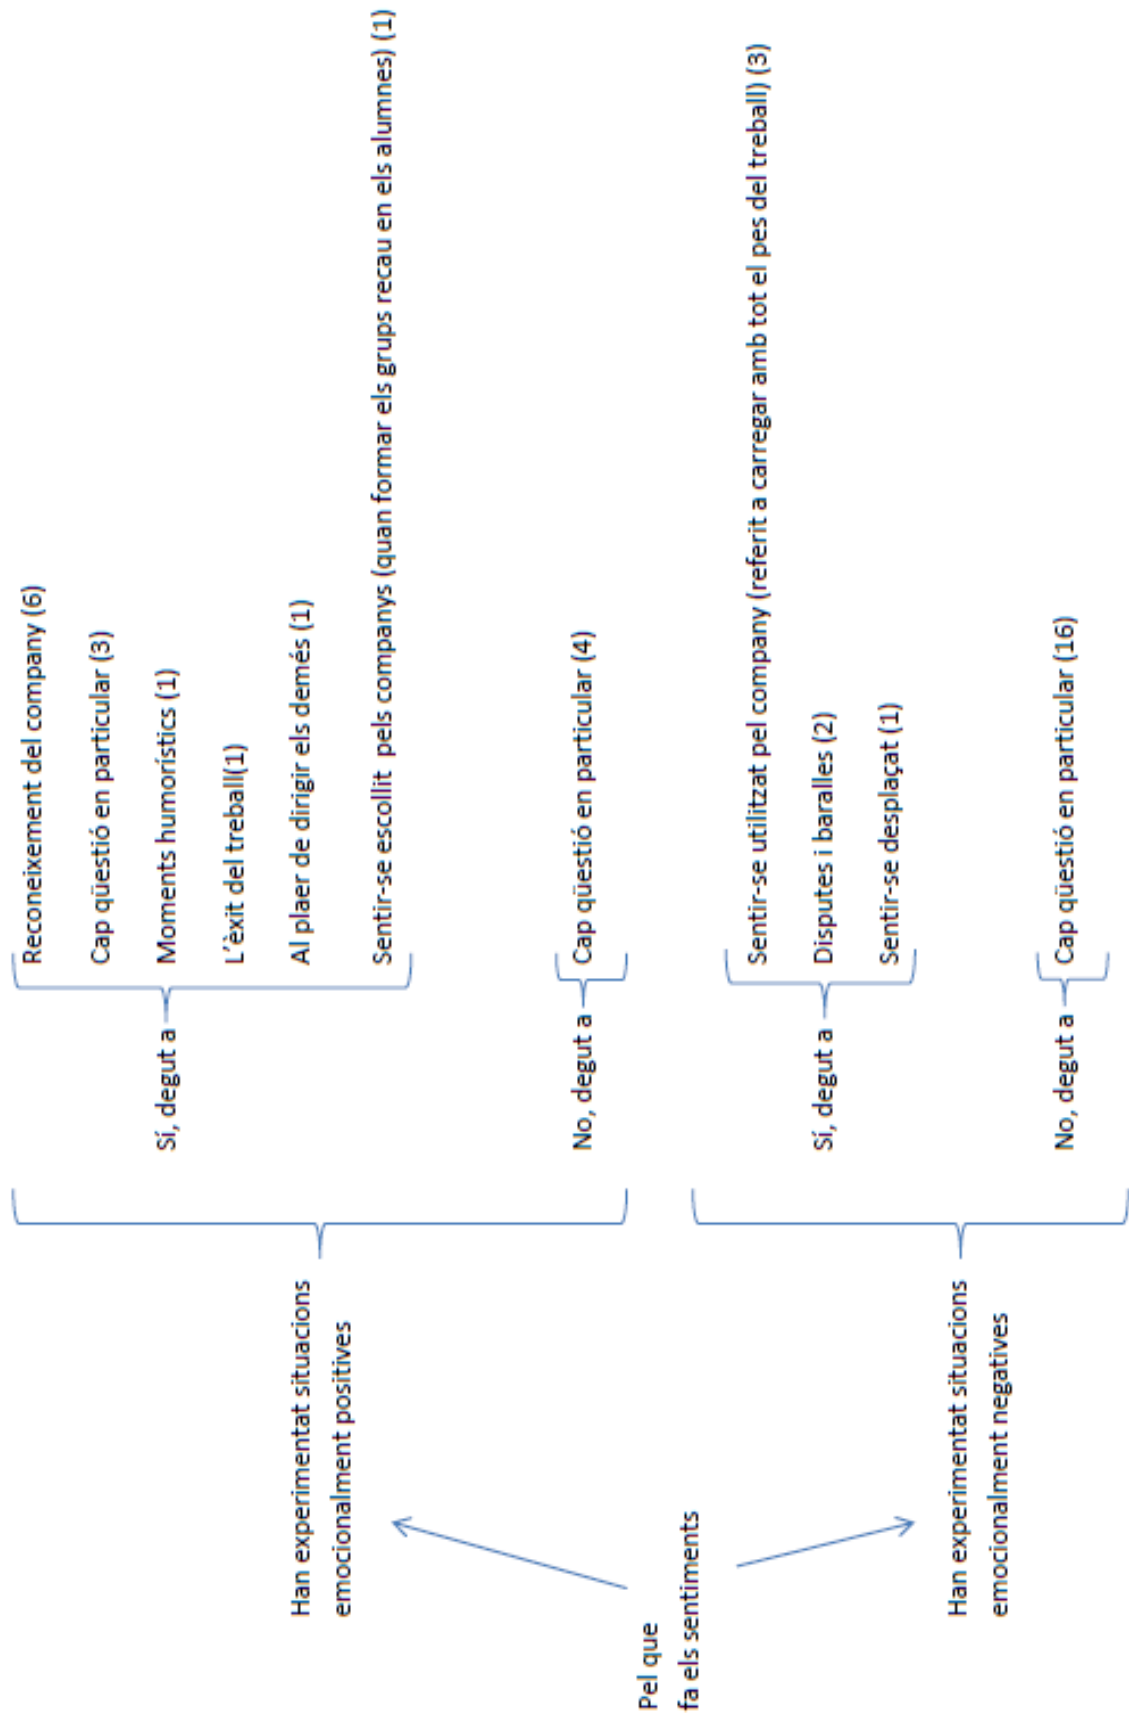 Pel que
fa els sentiments
Han experimentat situacions
emocionalment positives
Sí, degut a
Reconeixement del company (6)
Cap qüestió en particular (3)
Moments humorístics (1)
L'èxit del treball(1)
Al plaer de dirigir els demés (1)
Sentir-se escollit pels companys (quan formar els grups recau en els alumnes) (1)
No, degut a
Cap qüestió en particular (4)
Han experimentat situacions
emocionalment negatives
Sí, degut a
Sentir-se utilitzat pel company (referit a carregar amb tot el pes del treball) (3)
Disputes i baralles (2)
Sentir-se desplaçat (1)
No, degut a
Cap qüestió en particular (16)